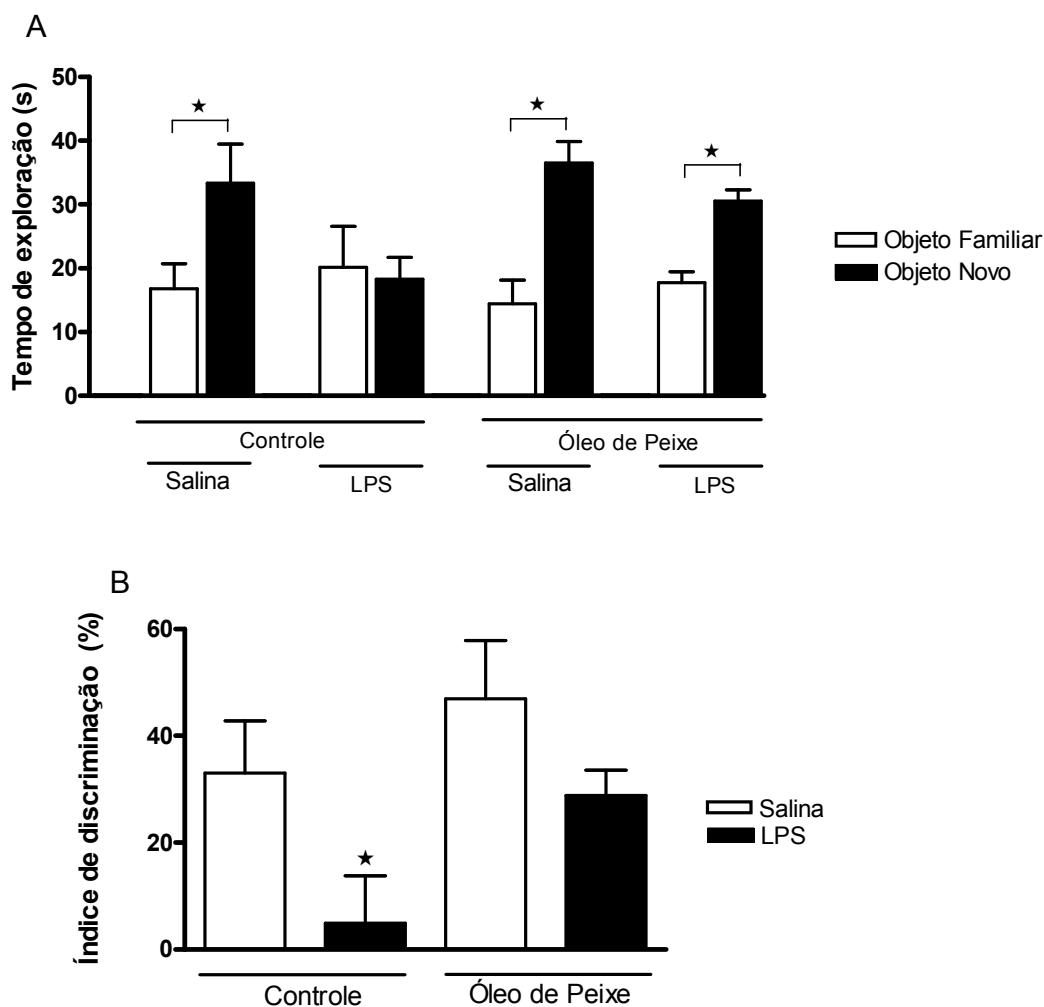 A
Tempo de exploração (s)
50
40
30
20
10
0
★
★
★
Objeto Familiar
Objeto Novo
Controle
Óleo de Peixe
Salina
LPS
Salina
LPS
B
Índice de discriminação (%)
60
40
20
0
★
Salina
LPS
Controle
Óleo de Peixe